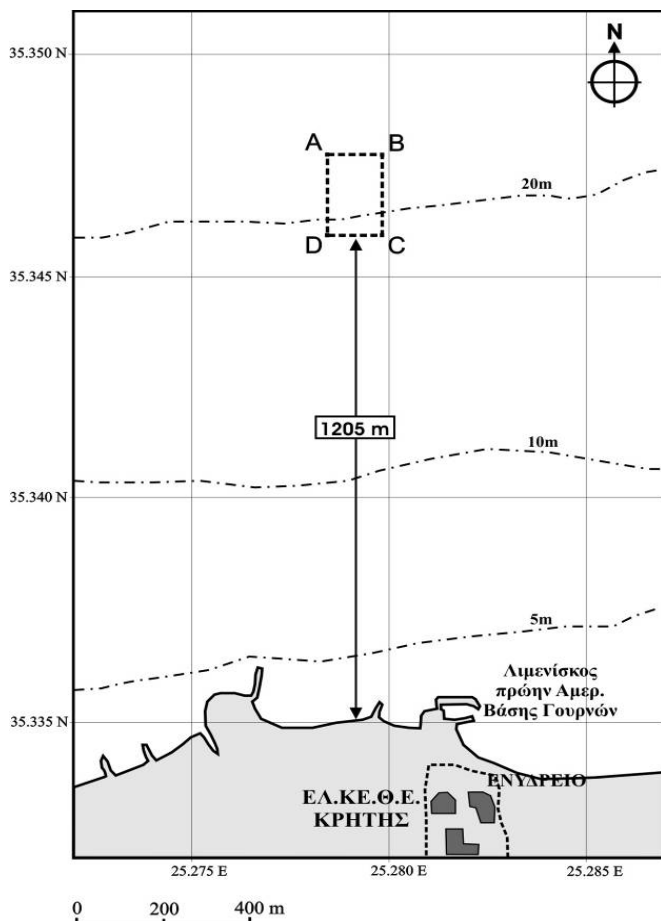 35.350 N
N
A
B
20m
D
C
35.345 N
1205 m
10m
35.340 N
5m
Λιμενίσκος
πρώην Αμερ.
Βάσης Γουρνών
35.335 N
ΕΝΥΔΡΕΙΟ
ΕΛ.ΚΕ.Θ.Ε.
ΚΡΗΤΗΣ
25.275 E
25.280 E
25.285 E
0
200
400 m